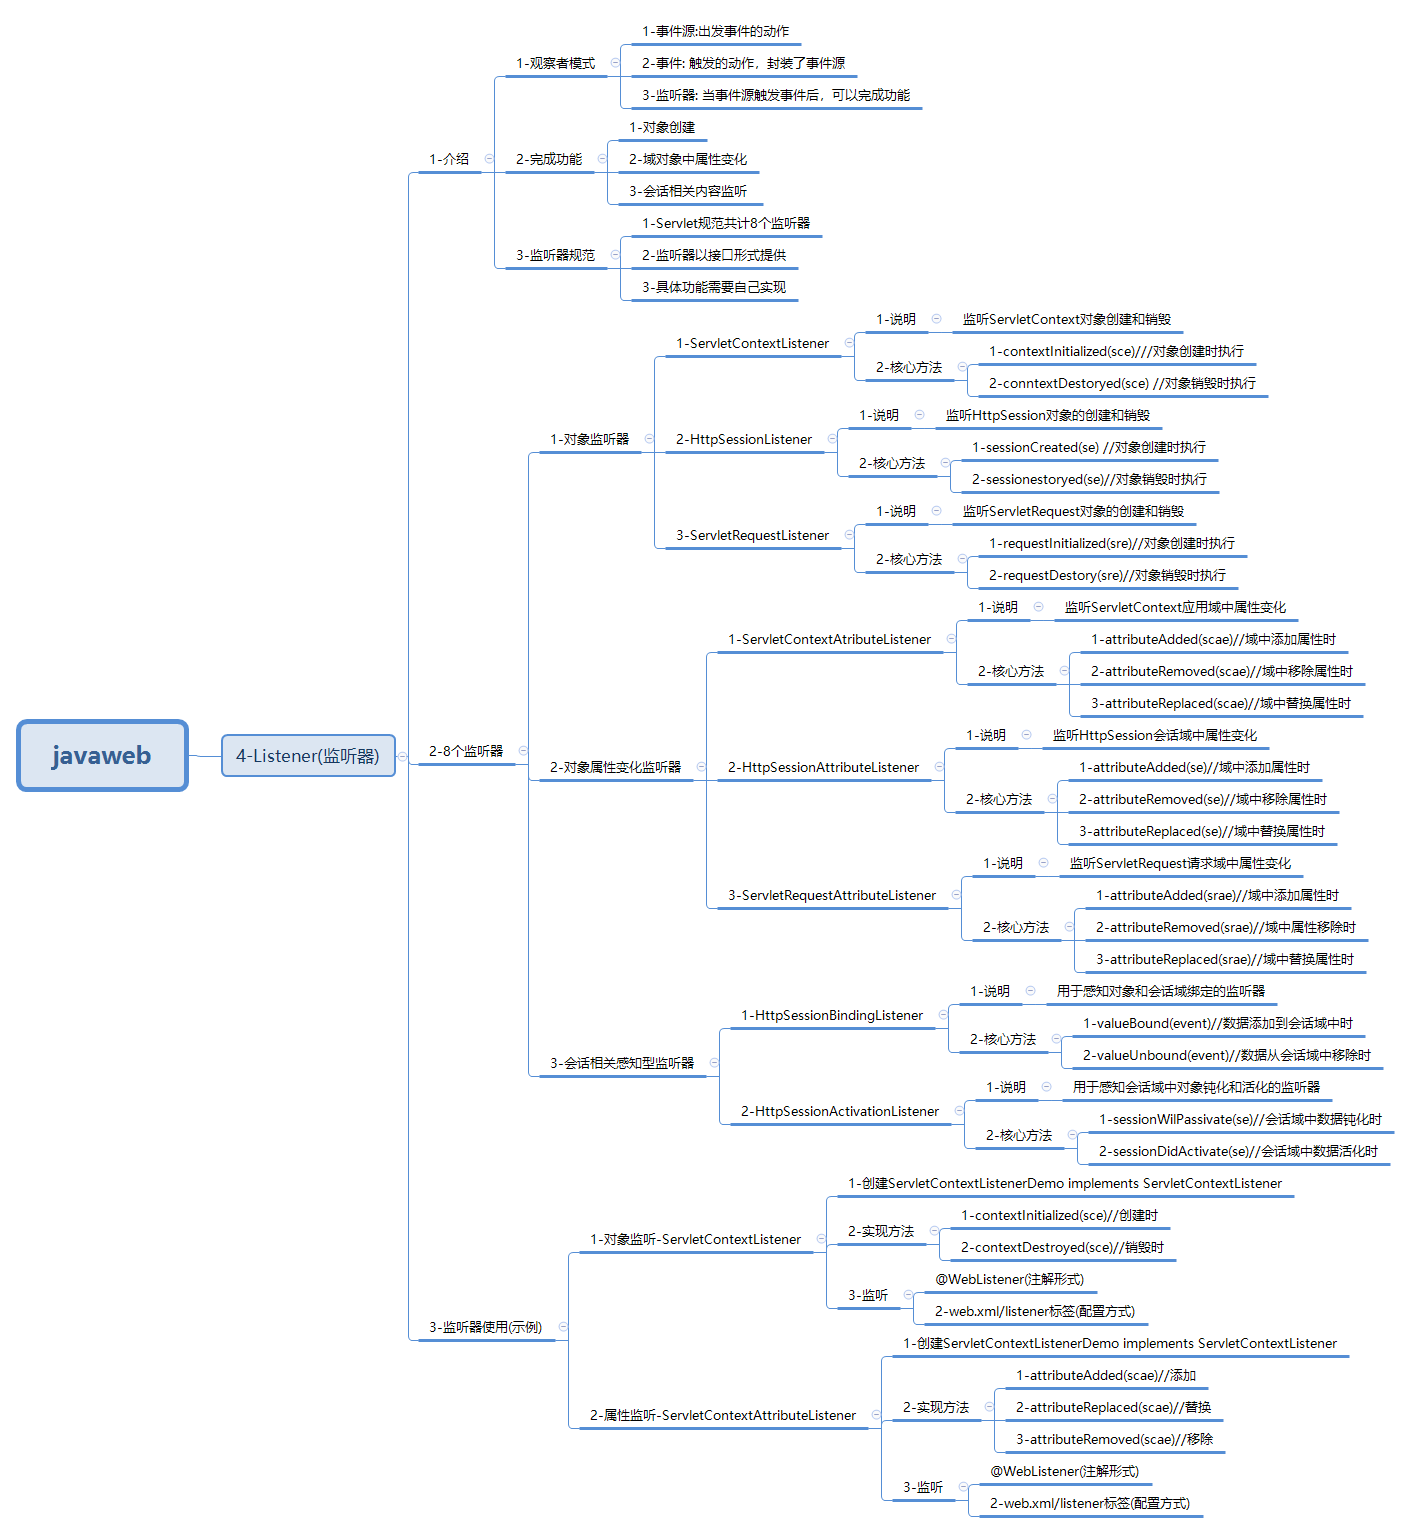 javaweb
4-Listener(监听器)
1-介绍
1-观察者模式
1-事件源:出发事件的动作
2-事件: 触发的动作，封装了事件源
3-监听器: 当事件源触发事件后，可以完成功能
2-完成功能
1-对象创建
2-域对象中属性变化
3-会话相关内容监听
3-监听器规范
1-Servlet规范共计8个监听器
2-监听器以接口形式提供
3-具体功能需要自己实现
2-8个监听器
1-对象监听器
1-ServletContextListener
1-说明
监听ServletContext对象创建和销毁
2-核心方法
1-contextInitialized(sce)///对象创建时执行
2-conntextDestoryed(sce) //对象销毁时执行
2-HttpSessionListener
1-说明
监听HttpSession对象的创建和销毁
2-核心方法
1-sessionCreated(se) //对象创建时执行
2-sessionestoryed(se)//对象销毁时执行
3-ServletRequestListener
1-说明
监听ServletRequest对象的创建和销毁
2-核心方法
1-requestInitialized(sre)//对象创建时执行
2-requestDestory(sre)//对象销毁时执行
2-对象属性变化监听器
1-ServletContextAtributeListener
1-说明
监听ServletContext应用域中属性变化
2-核心方法
1-attributeAdded(scae)//域中添加属性时
2-attributeRemoved(scae)//域中移除属性时
3-attributeReplaced(scae)//域中替换属性时
2-HttpSessionAttributeListener
1-说明
监听HttpSession会话域中属性变化
2-核心方法
1-attributeAdded(se)//域中添加属性时
2-attributeRemoved(se)//域中移除属性时
3-attributeReplaced(se)//域中替换属性时
3-ServletRequestAttributeListener
1-说明
监听ServletRequest请求域中属性变化
2-核心方法
1-attributeAdded(srae)//域中添加属性时
2-attributeRemoved(srae)//域中属性移除时
3-attributeReplaced(srae)//域中替换属性时
3-会话相关感知型监听器
1-HttpSessionBindingListener
1-说明
用于感知对象和会话域绑定的监听器
2-核心方法
1-valueBound(event)//数据添加到会话域中时
2-valueUnbound(event)//数据从会话域中移除时
2-HttpSessionActivationListener
1-说明
用于感知会话域中对象钝化和活化的监听器
2-核心方法
1-sessionWilPassivate(se)//会话域中数据钝化时
2-sessionDidActivate(se)//会话域中数据活化时
3-监听器使用(示例)
1-对象监听-ServletContextListener
1-创建ServletContextListenerDemo implements ServletContextListener
2-实现方法
1-contextInitialized(sce)//创建时
2-contextDestroyed(sce)//销毁时
3-监听
@WebListener(注解形式)
2-web.xml/listener标签(配置方式)
2-属性监听-ServletContextAttributeListener
1-创建ServletContextListenerDemo implements ServletContextListener
2-实现方法
1-attributeAdded(scae)//添加
2-attributeReplaced(scae)//替换
3-attributeRemoved(scae)//移除
3-监听
@WebListener(注解形式)
2-web.xml/listener标签(配置方式)